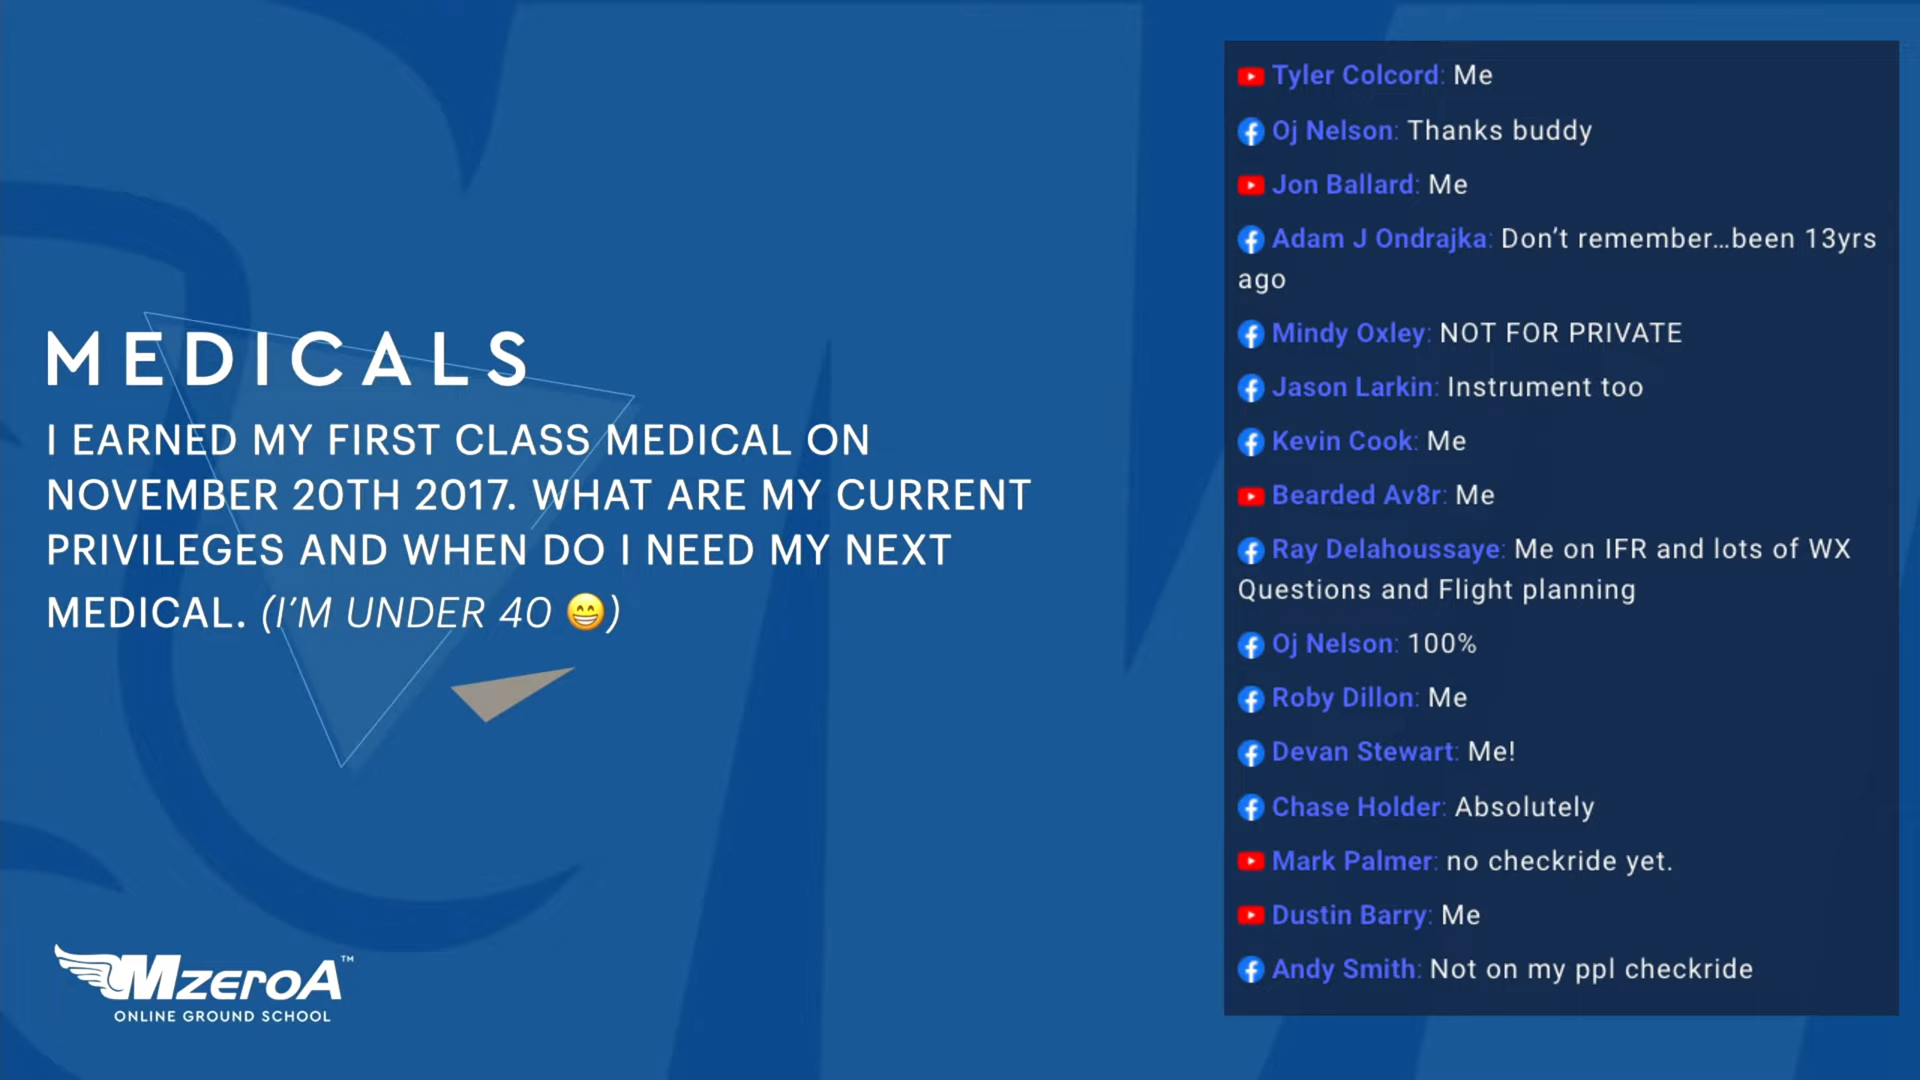 MEDICALS
I EARNED MY FIRST CLASS MEDICAL ON
NOVEMBER 20TH 2017. WHAT ARE MY CURRENT
PRIVILEGES AND WHEN DO I NEED MY NEXT
MEDICAL. (I'M UNDER 40 😁)
MZEROA™
ONLINE GROUND SCHOOL
Tyler Colcord: Me
Oj Nelson: Thanks buddy
Jon Ballard: Me
Adam J Ondrajka: Don’t remember…been 13yrs
ago
Mindy Oxley: NOT FOR PRIVATE
Jason Larkin: Instrument too
Kevin Cook: Me
Bearded Av8r: Me
Ray Delahoussaye: Me on IFR and lots of WX
Questions and Flight planning
Oj Nelson: 100%
Roby Dillon: Me
Devan Stewart: Me!
Chase Holder: Absolutely
Mark Palmer: no checkride yet.
Dustin Barry: Me
Andy Smith: Not on my ppl checkride